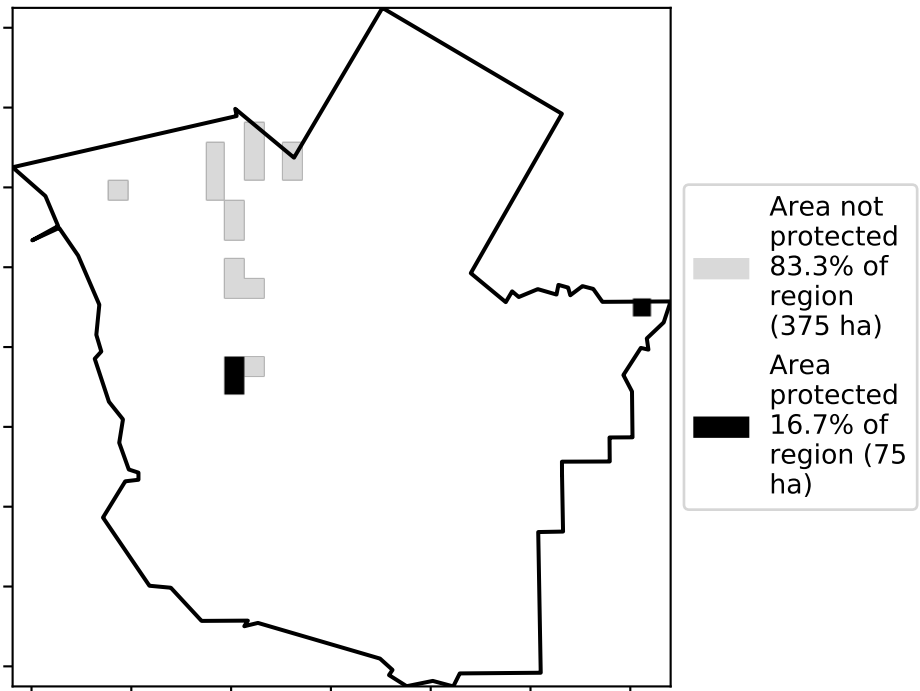 Area not
protected
83.3% of
region
(375 ha)
Area
protected
16.7% of
region (75
ha)